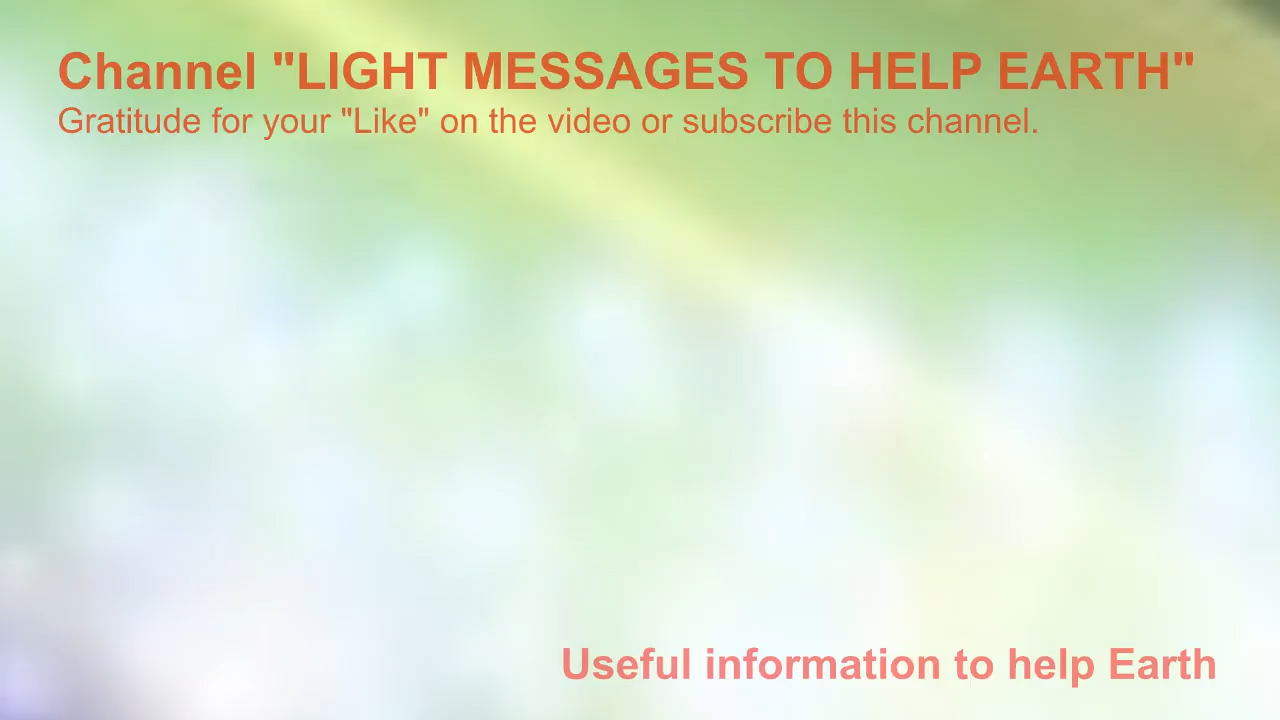 Channel "LIGHT MESSAGES TO HELP EARTH"
Gratitude for your "Like" on the video or subscribe this channel.
Useful information to help Earth